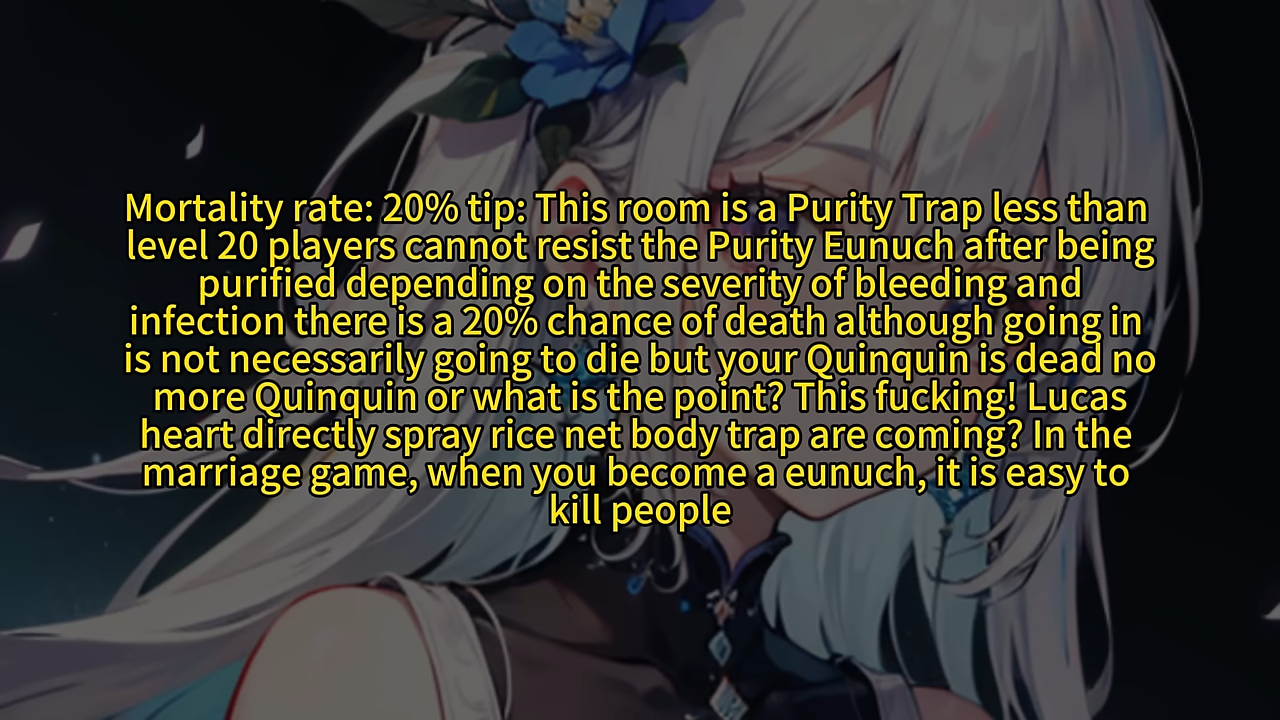 Mortality rate: 20% tip: This room is a Purity Trap less than
level 20 players cannot resist the Purity Eunuch after being
purified depending on the severity of bleeding and
infection there is a 20% chance of death although going in
is not necessarily going to die but your Quinquin is dead no
more Quinquin or what is the point? This fucking! Lucas
heart directly spray rice net body trap are coming? In the
marriage game, when you become a eunuch, it is easy to
kill people